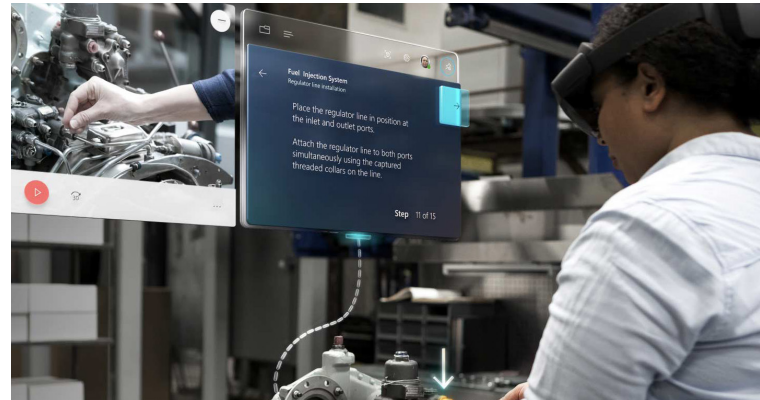 Fuel Injection System
Regulator line installation
Place the regulator line in position at
the inlet and outlet ports.
Attach the regulator line to both ports
simultaneously using the captured
threaded collars on the line.
Step 11 of 15